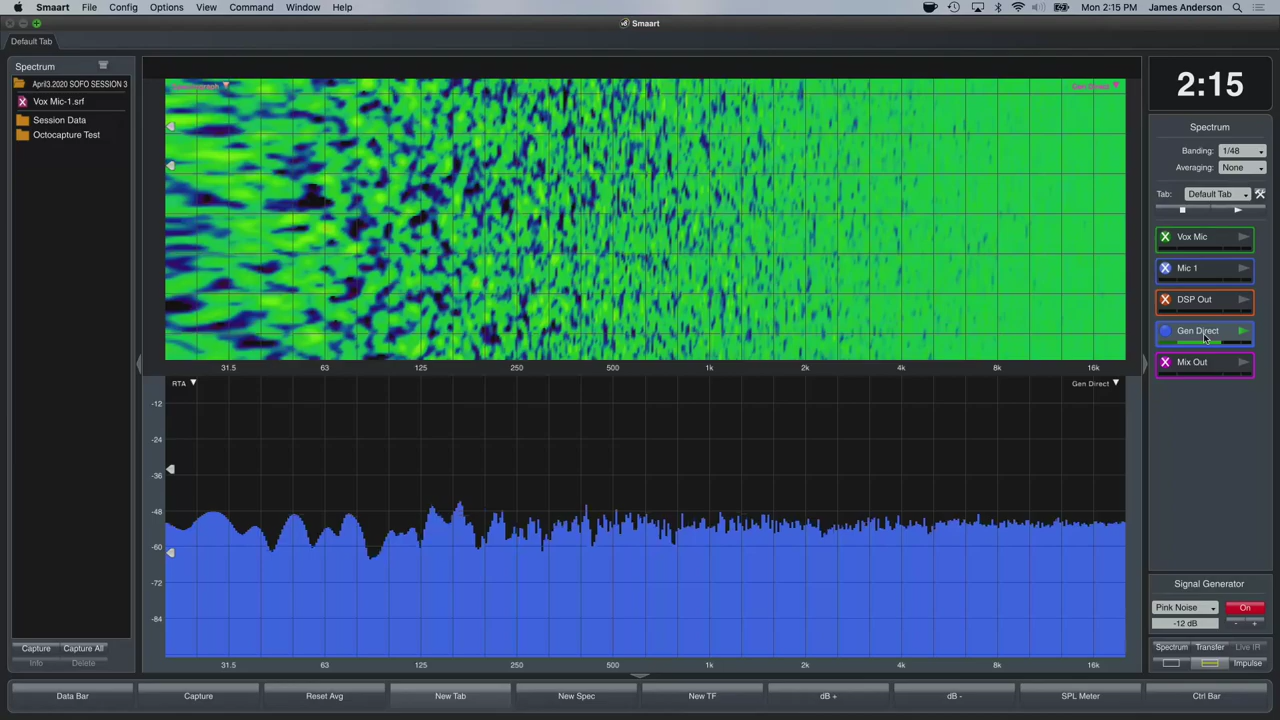 Smaart File Config Options View Command Window Help Mon 2:15 PM James Anderson
Smaart
Default Tab
Spectrum
April3.2020 SOFO SESSION 3
Vox Mic-1.srf
Session Data
Octocapture Test
Capture Capture All
Info Delete
Gen Direct
31.5 63 125 250 500 1k 2k 4k 8k 16k
RTA Gen Direct
-12
-24
-36
-48
-60
-72
-84
31.5 63 125 250 500 1k 2k 4k 8k 16k
2:15
Spectrum
Banding: 1/48
Averaging: None
Tab: Default Tab
Vox Mic
Mic 1
DSP Out
Gen Direct
Mix Out
Signal Generator
Pink Noise On
-12 dB - +
Spectrum Transfer Live IR
Impulse
Data Bar Capture Reset Avg New Tab New Spec New TF dB + dB - SPL Meter Ctrl Bar